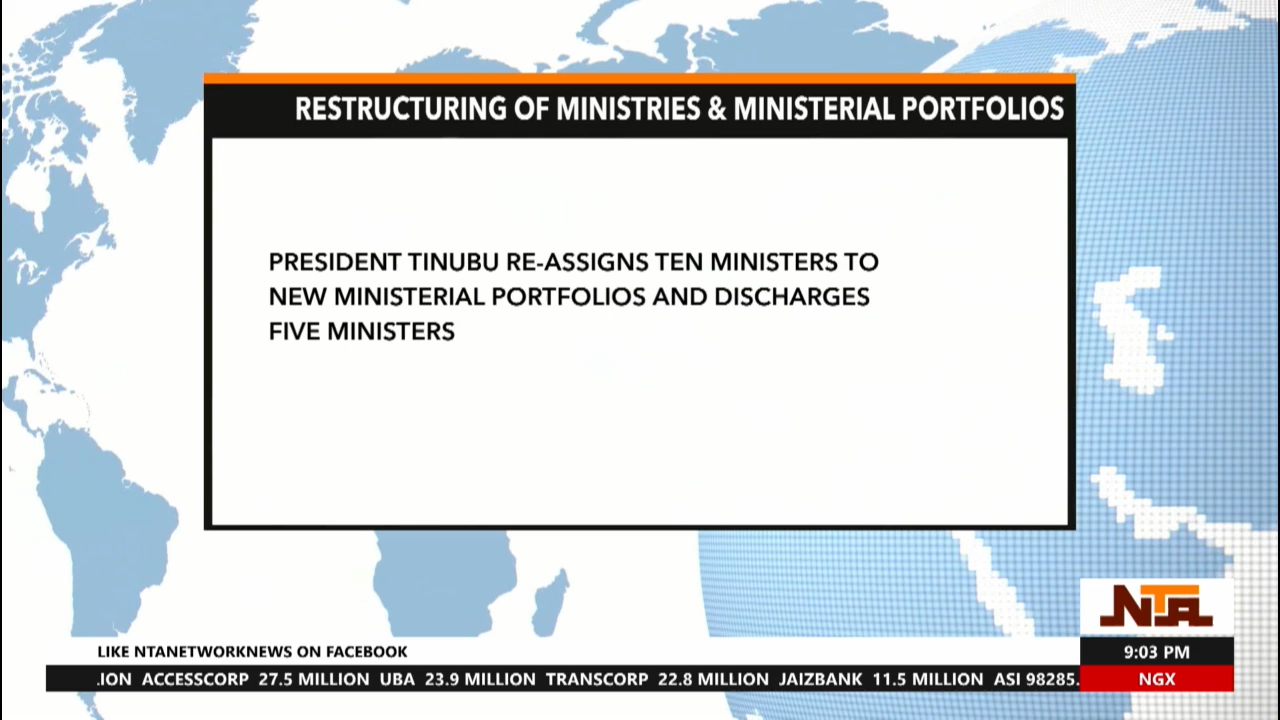 RESTRUCTURING OF MINISTRIES & MINISTERIAL PORTFOLIOS
PRESIDENT TINUBU RE-ASSIGNS TEN MINISTERS TO
NEW MINISTERIAL PORTFOLIOS AND DISCHARGES
FIVE MINISTERS
NTA
LIKE NTANETWORKNEWS ON FACEBOOK
9:03 PM
.ION ACCESSCORP 27.5 MILLION UBA 23.9 MILLION TRANSCORP 22.8 MILLION JAIZBANK 11.5 MILLION ASI 98285.
NGX